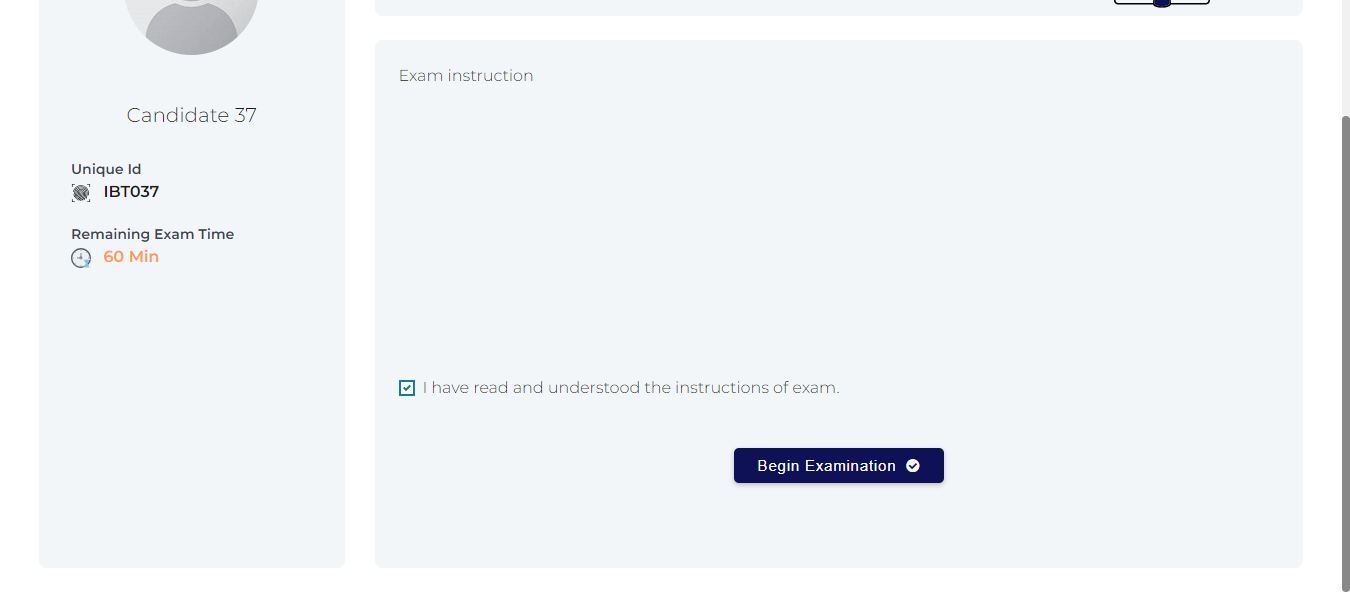 Candidate 37
Unique Id
IBT037
Remaining Exam Time
60 Min
Exam instruction
I have read and understood the instructions of exam.
Begin Examination